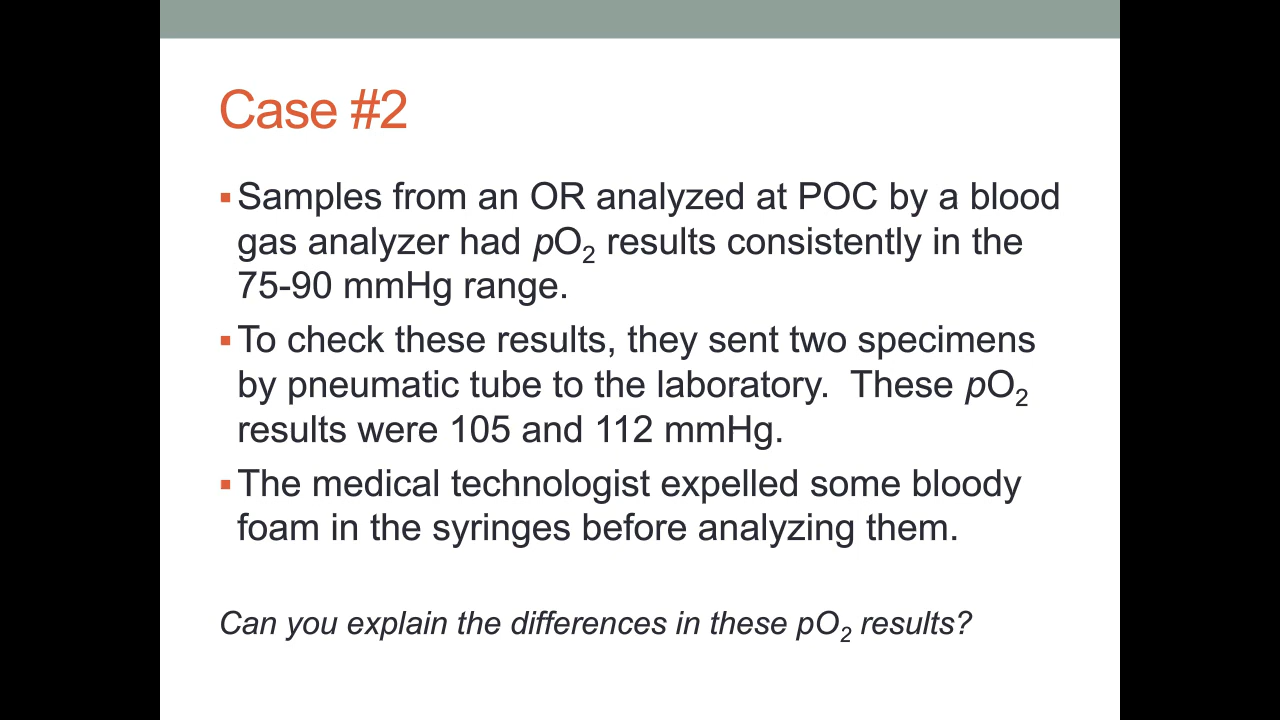 Case #2
▪Samples from an OR analyzed at POC by a blood
gas analyzer had pO₂ results consistently in the
75-90 mmHg range.
▪To check these results, they sent two specimens
by pneumatic tube to the laboratory.  These pO₂
results were 105 and 112 mmHg.
▪The medical technologist expelled some bloody
foam in the syringes before analyzing them.
Can you explain the differences in these pO₂ results?